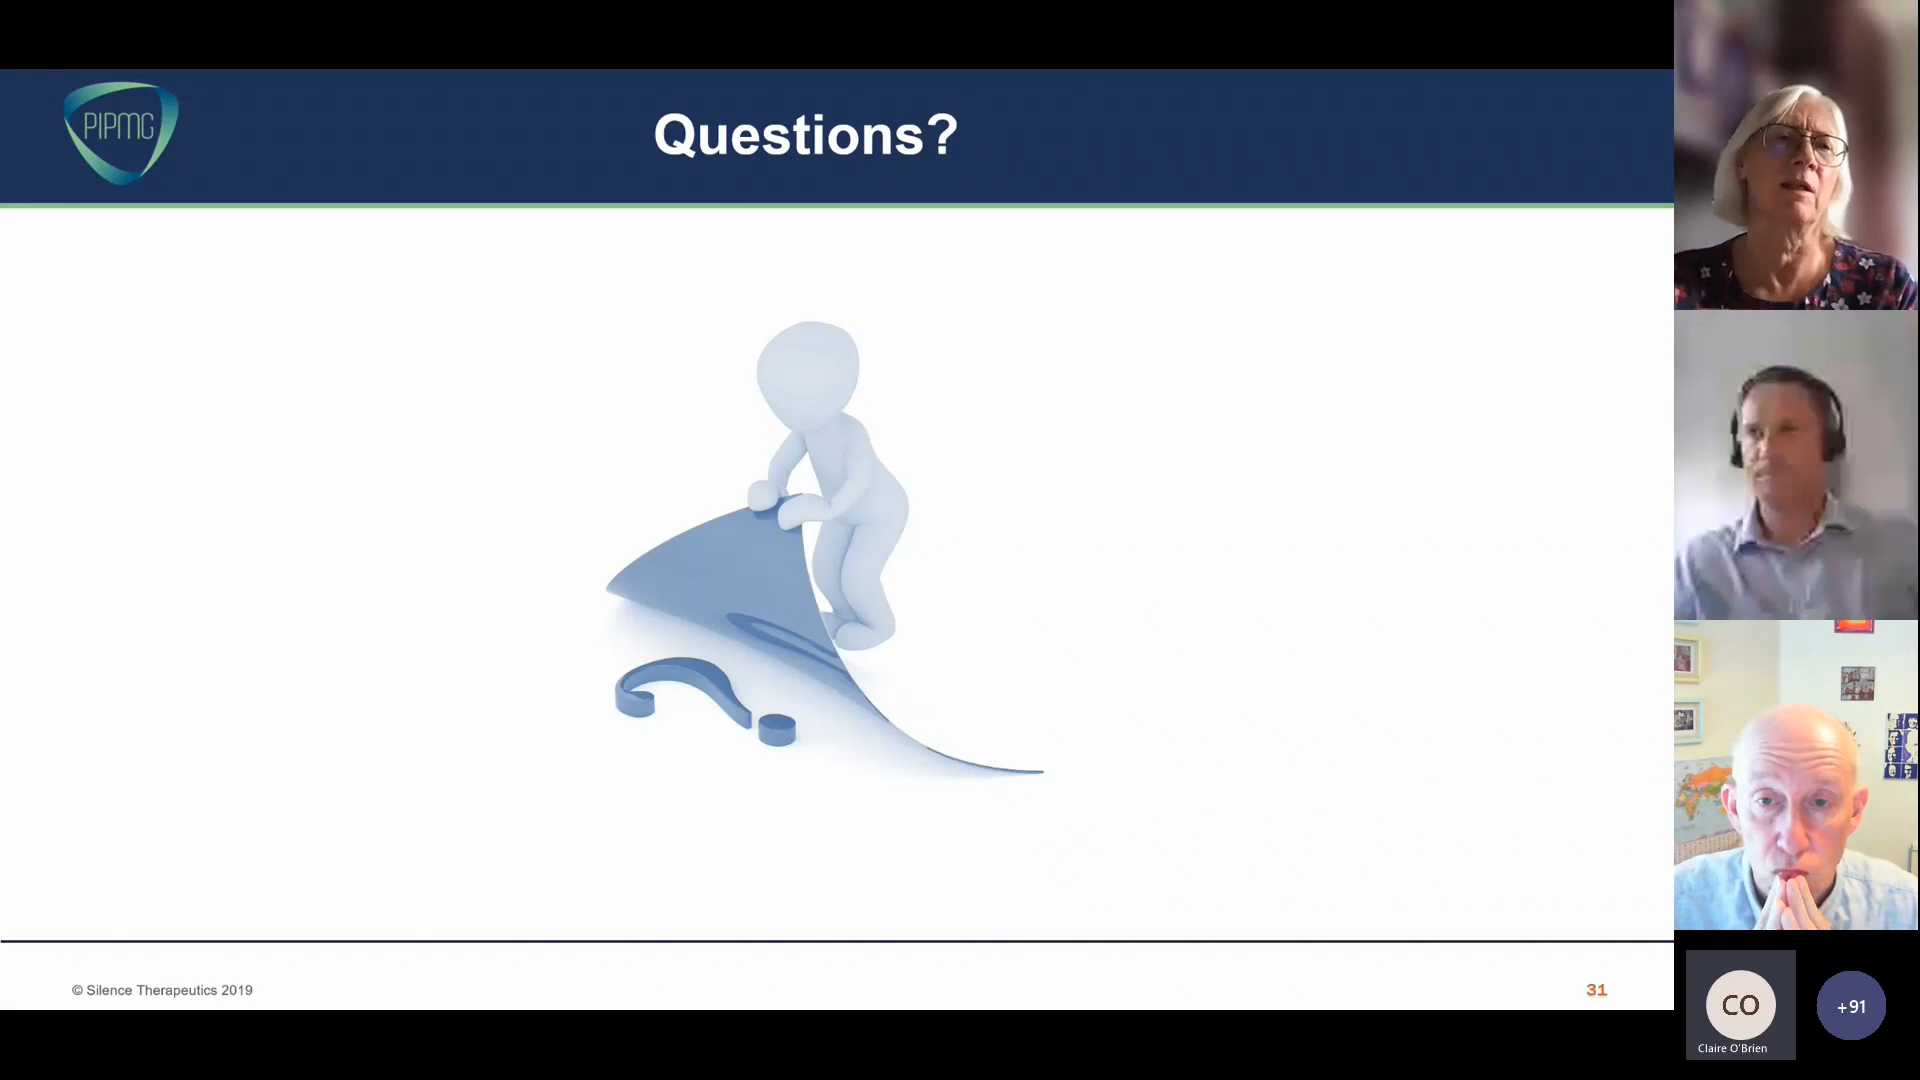 PIPMG
Questions?
© Silence Therapeutics 2019
31
CO
Claire O'Brien
+91